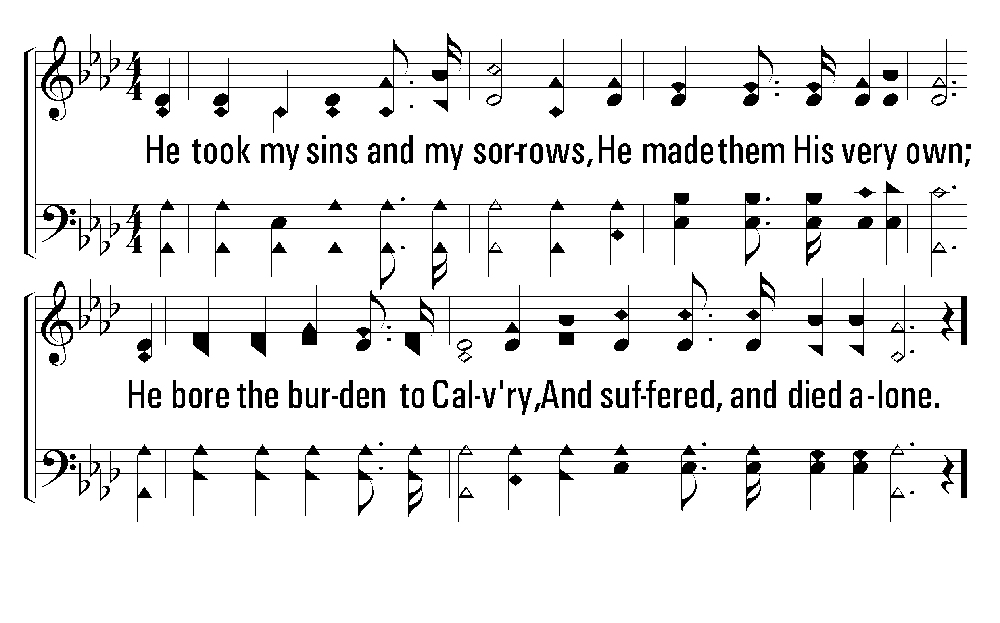 He took my sins and my sor-rows, He made them His very own;
He bore the bur-den to Cal-v'ry, And suf-fered, and died a-lone.